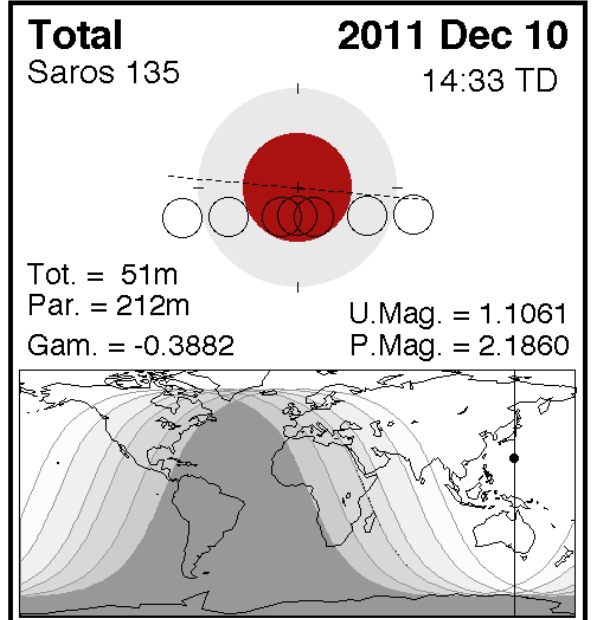 Total 2011 Dec 10
Saros 135 14:33 TD
Tot. = 51m
Par. = 212m U.Mag. = 1.1061
Gam. = -0.3882 P.Mag. = 2.1860